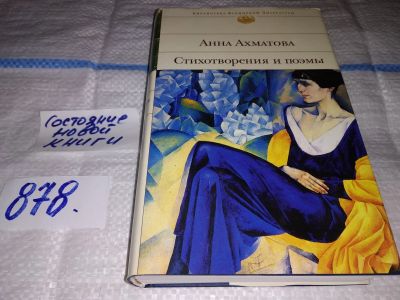 Библиотека Всемирной Литературы
Анна Ахматова
Стихотворения и поэмы
Состояние
новой
книги
878.